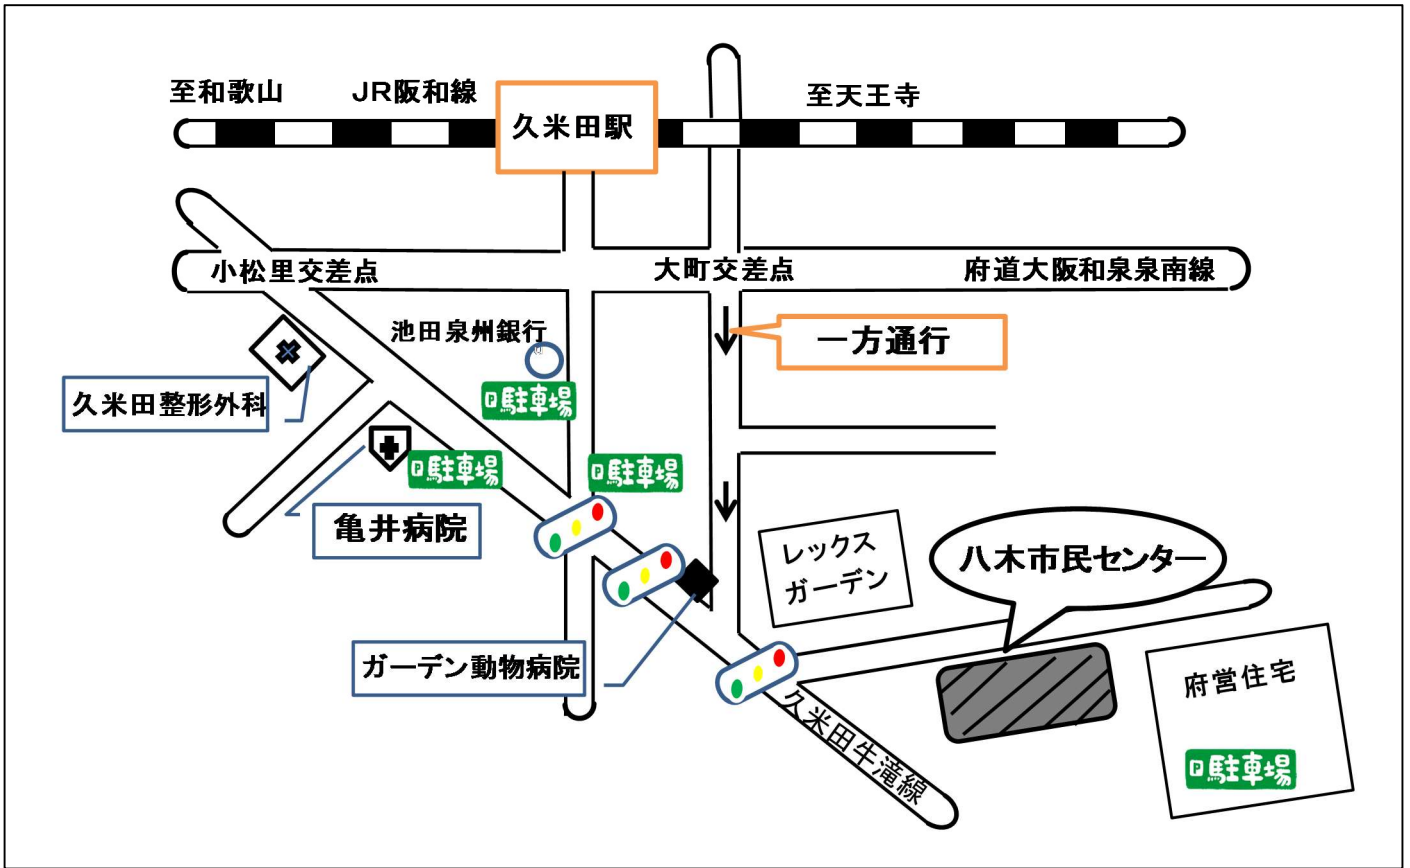 至和歌山
JR阪和線
久米田駅
至天王寺
小松里交差点
大町交差点
府道大阪和泉泉南線
池田泉州銀行
一方通行
P駐車場
久米田整形外科
P駐車場
P駐車場
亀井病院
レックス
ガーデン
八木市民センター
ガーデン動物病院
久米田牛滝線
府営住宅
P駐車場